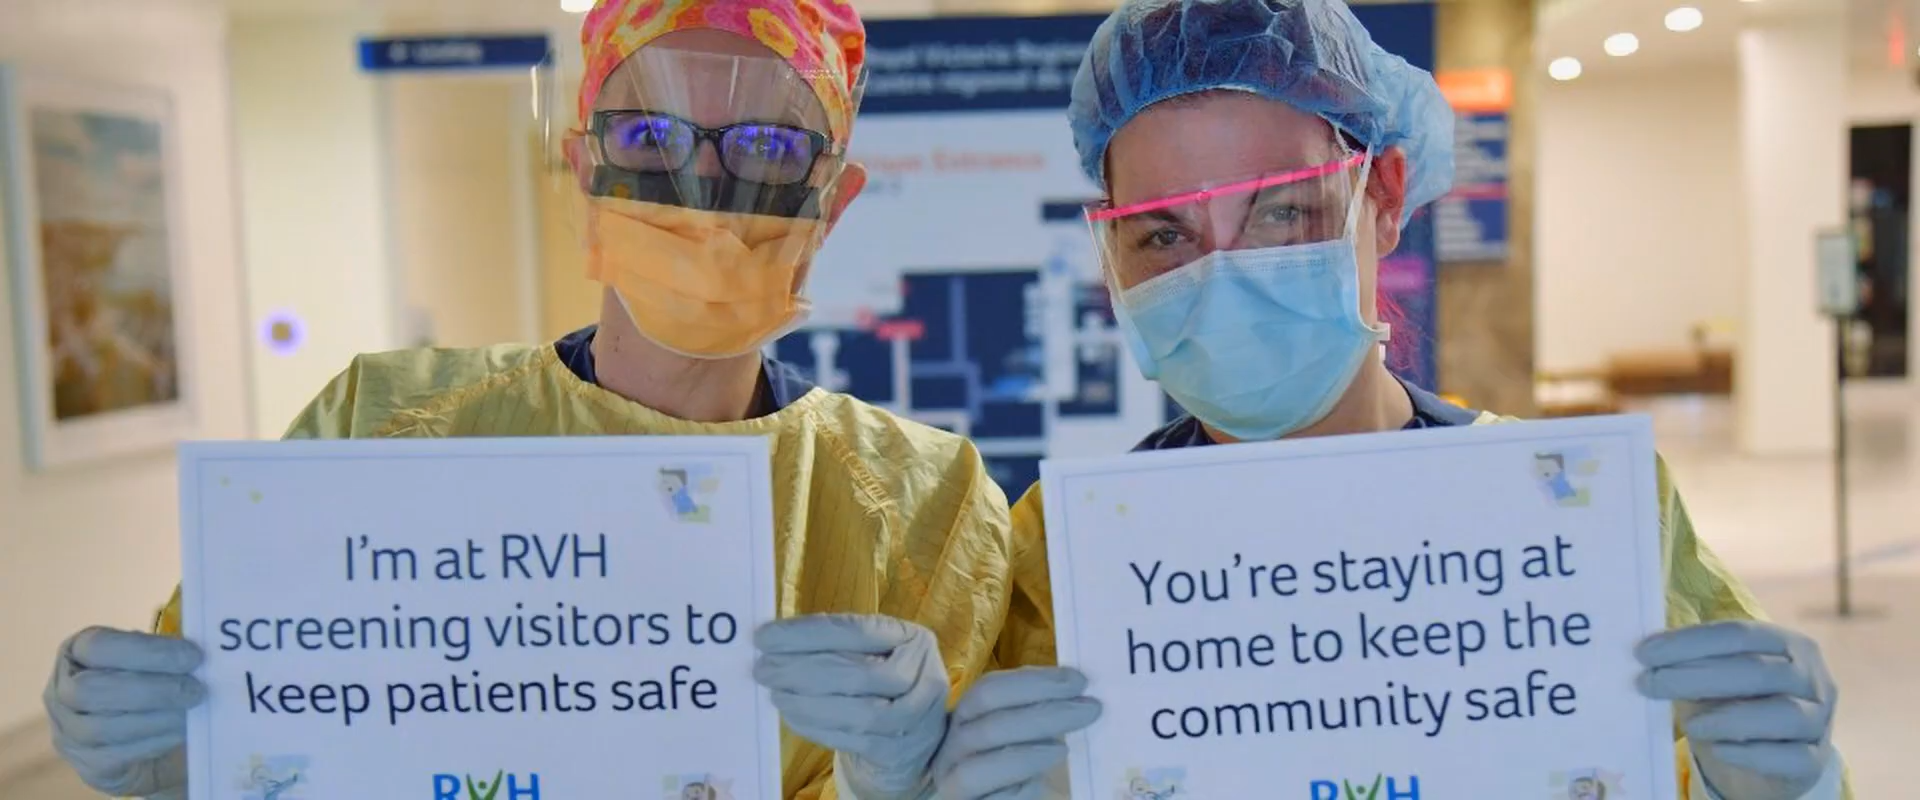 I'm at RVH
screening visitors to
keep patients safe
RVH
You're staying at
home to keep the
community safe
RVH